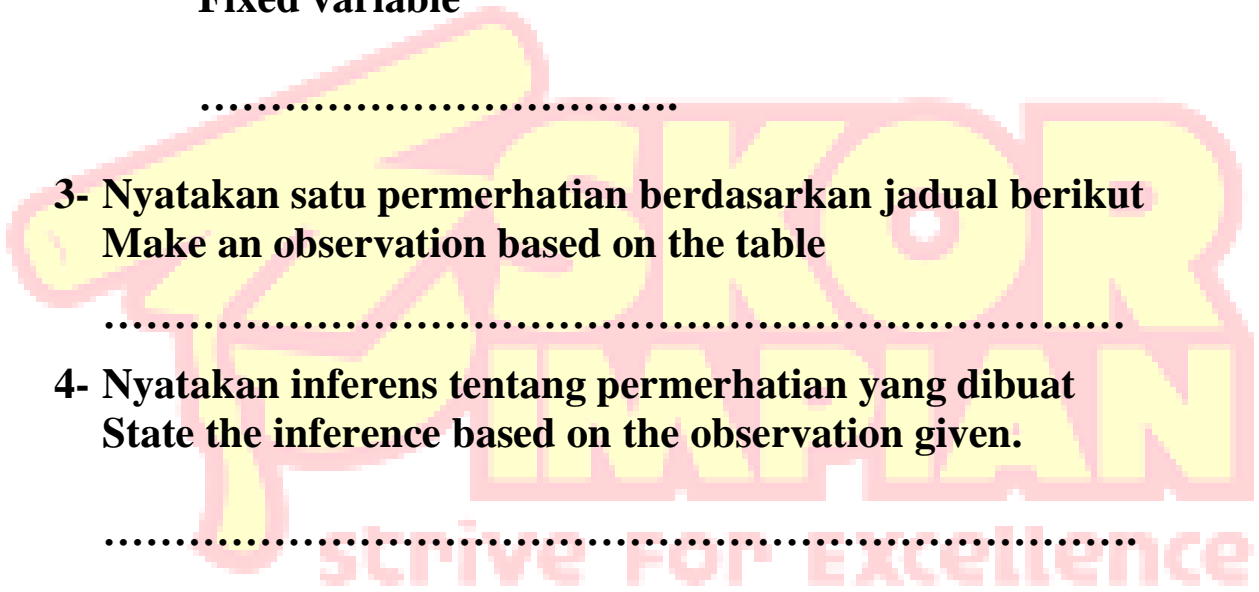 Fixed variable
…………………………….
3- Nyatakan satu permerhatian berdasarkan jadual berikut
Make an observation based on the table
………………………………………………………………
4- Nyatakan inferens tentang permerhatian yang dibuat
State the inference based on the observation given.
……………………………………………………………….
SKOR
IMPIAN
strive for Excellence